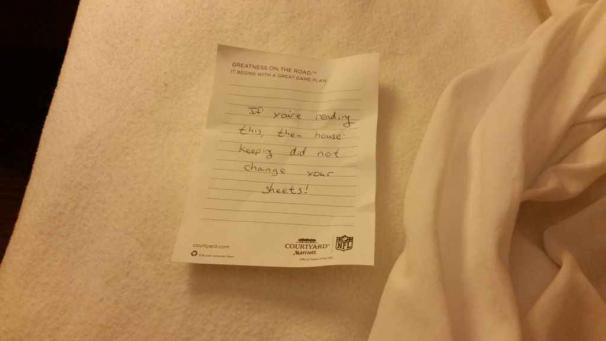 GREATNESS ON THE ROAD.™
IT BEGINS WITH A GREAT GAME PLAN.
If you're reading
this, then house
keeping did not
change your
sheets!
courtyard.com
COURTYARD®
Marriott
NFL